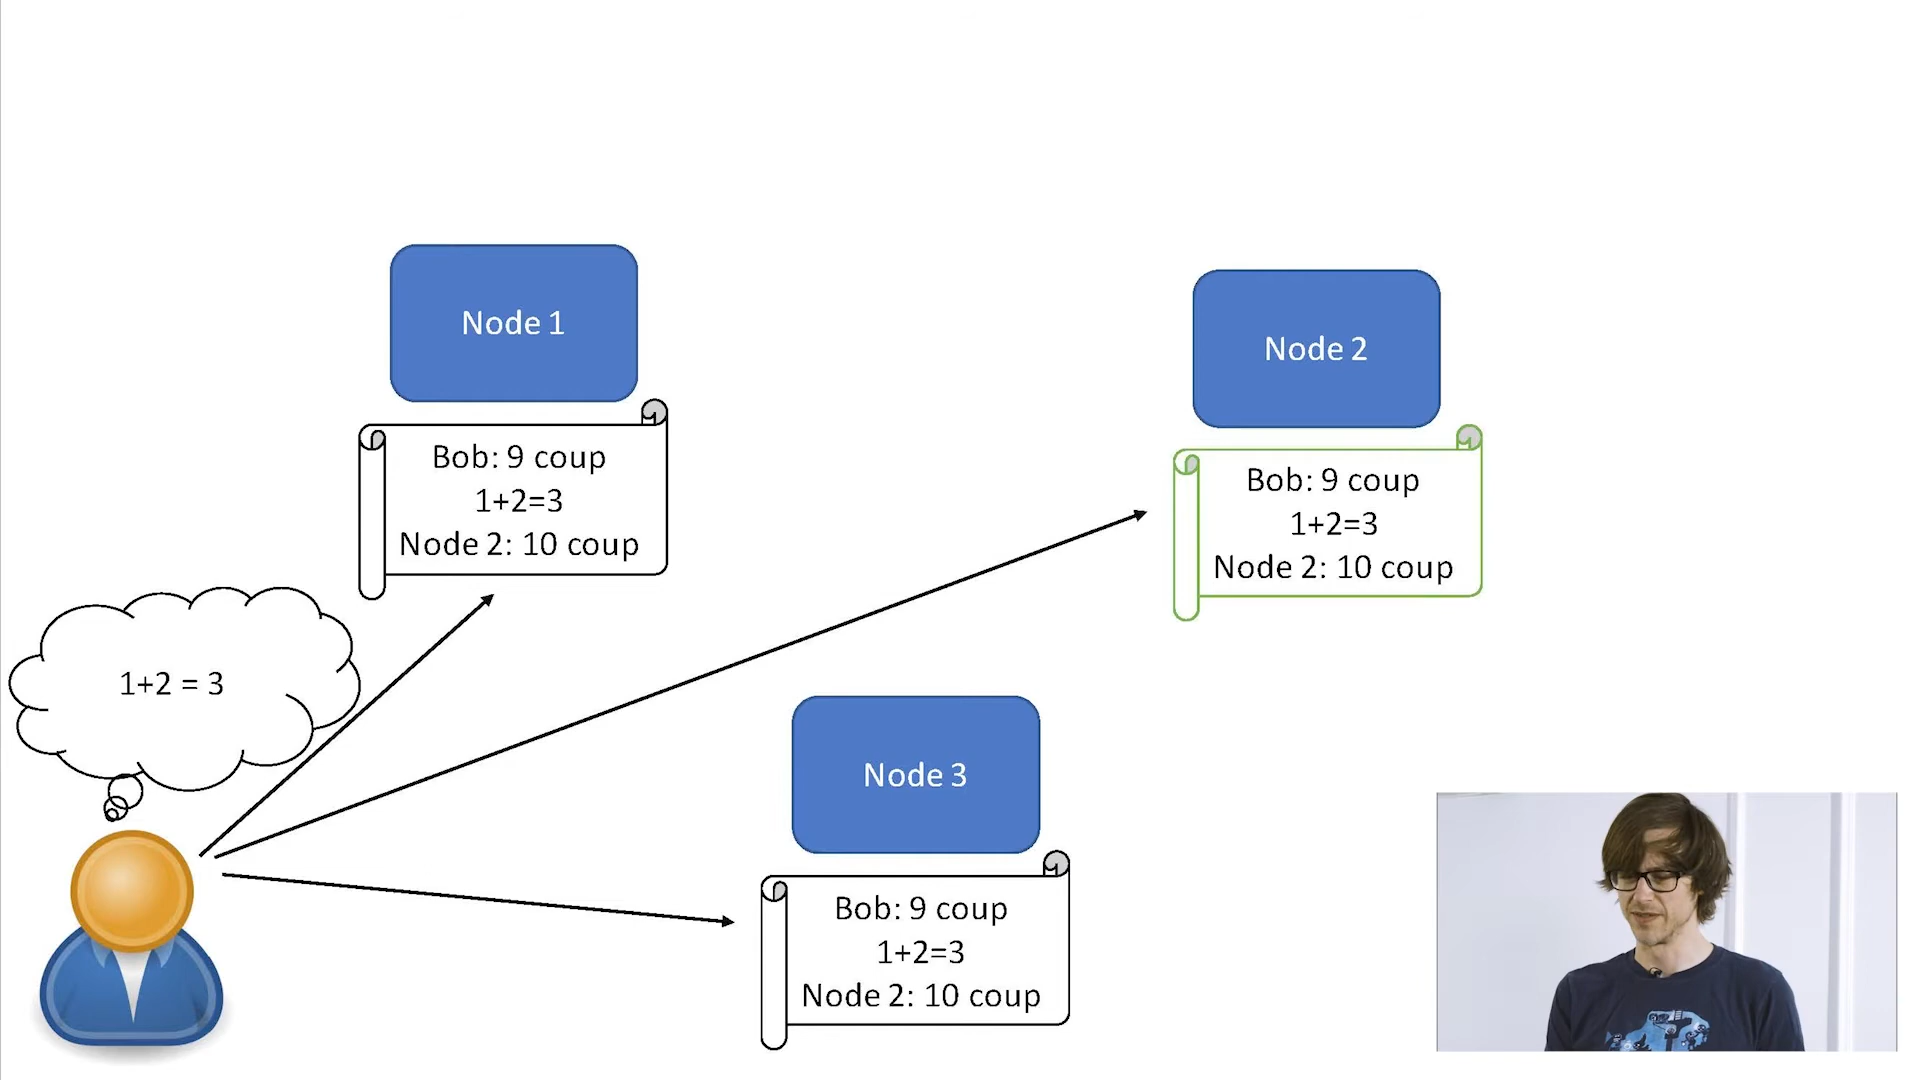 Node 1
Bob: 9 coup
1+2=3
Node 2: 10 coup
Node 2
Bob: 9 coup
1+2=3
Node 2: 10 coup
1+2 = 3
Node 3
Bob: 9 coup
1+2=3
Node 2: 10 coup